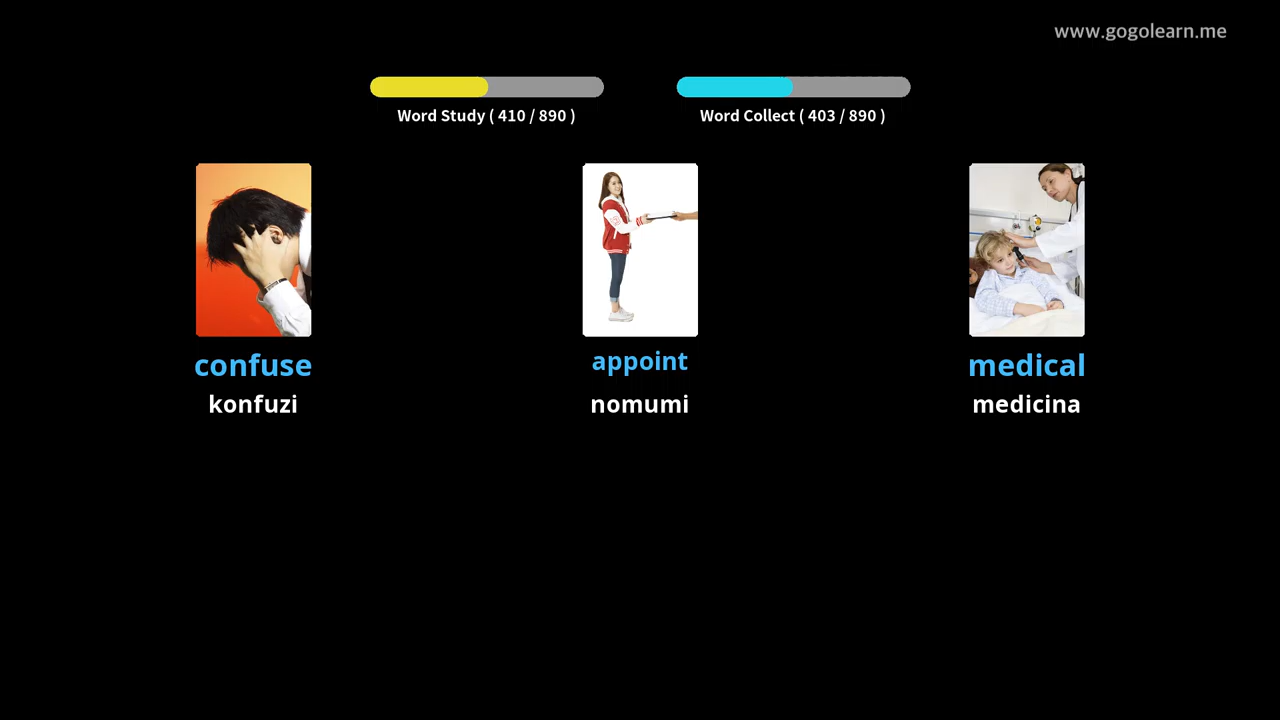 www.gogolearn.me
Word Study ( 410 / 890 )
Word Collect ( 403 / 890 )
confuse
konfuzi
appoint
nomumi
medical
medicina